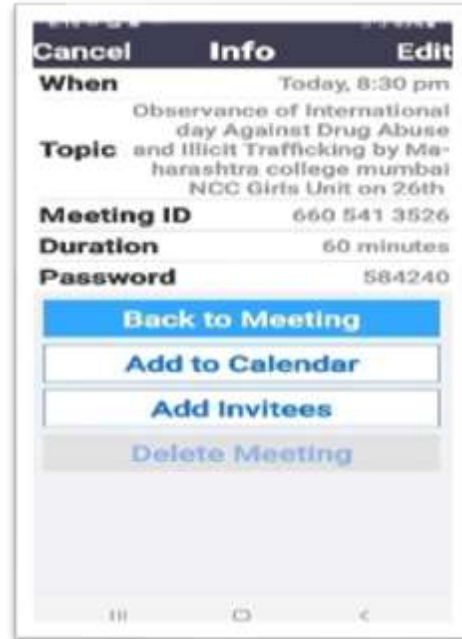 Cancel Info Edit
When Today, 8:30 pm
Observance of International
day Against Drug Abuse
Topic and Illicit Trafficking by Ma-
harashtra college mumbai
NCC Girls Unit on 26th
Meeting ID 660 541 3526
Duration 60 minutes
Password 584240
Back to Meeting
Add to Calendar
Add Invitees
Delete Meeting